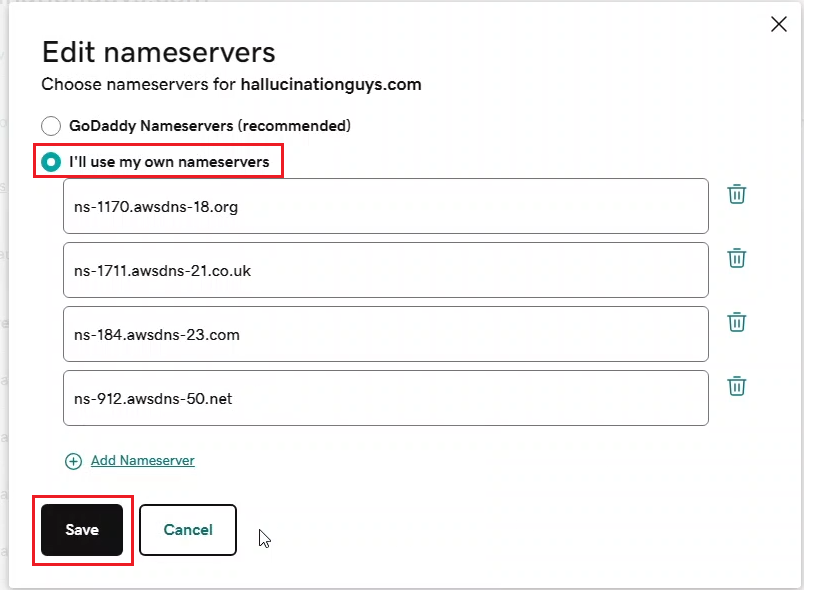 Edit nameservers
Choose nameservers for hallucinationguys.com
GoDaddy Nameservers (recommended)
I'll use my own nameservers
ns-1170.awsdns-18.org
ns-1711.awsdns-21.co.uk
ns-184.awsdns-23.com
ns-912.awsdns-50.net
Add Nameserver
Save
Cancel